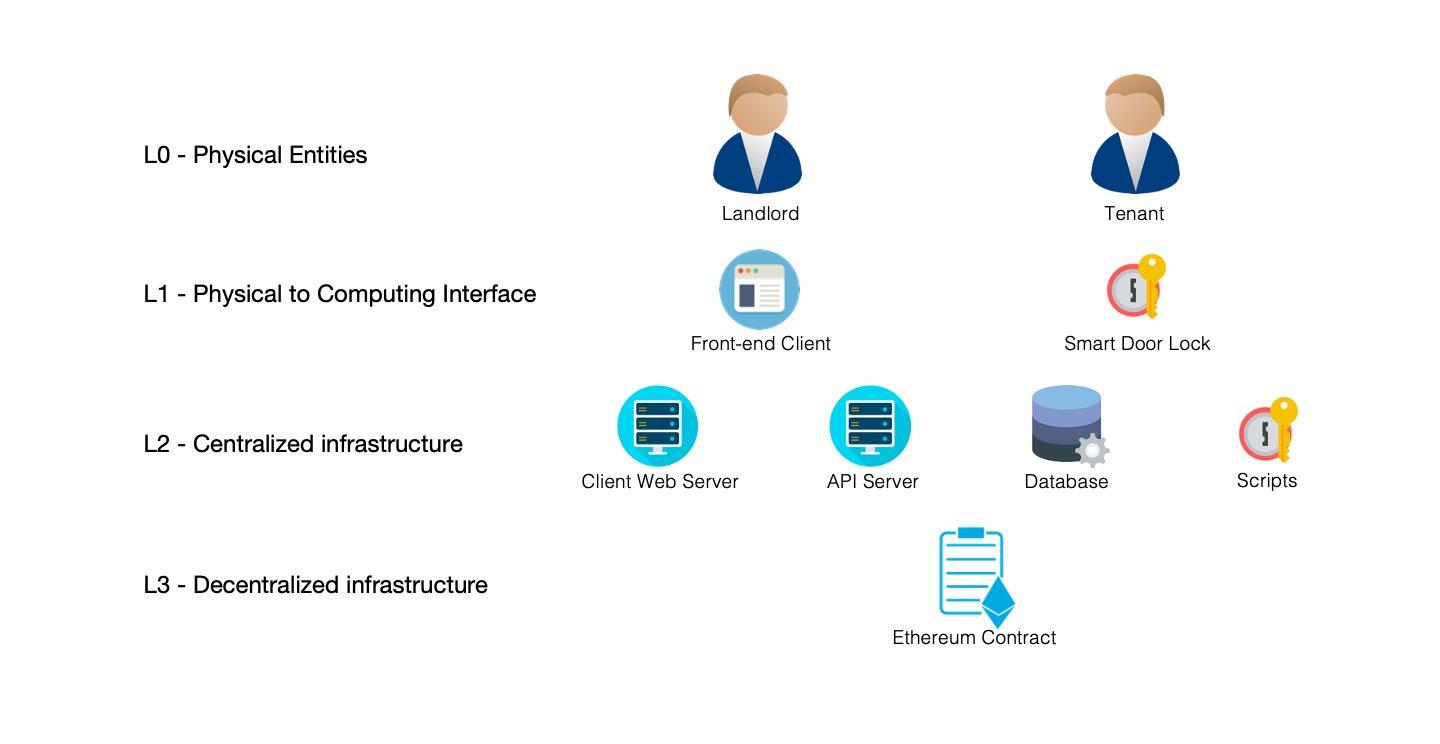 L0 - Physical Entities
Landlord
Tenant
L1 - Physical to Computing Interface
Front-end Client
Smart Door Lock
L2 - Centralized infrastructure
Client Web Server
API Server
Database
Scripts
L3 - Decentralized infrastructure
Ethereum Contract